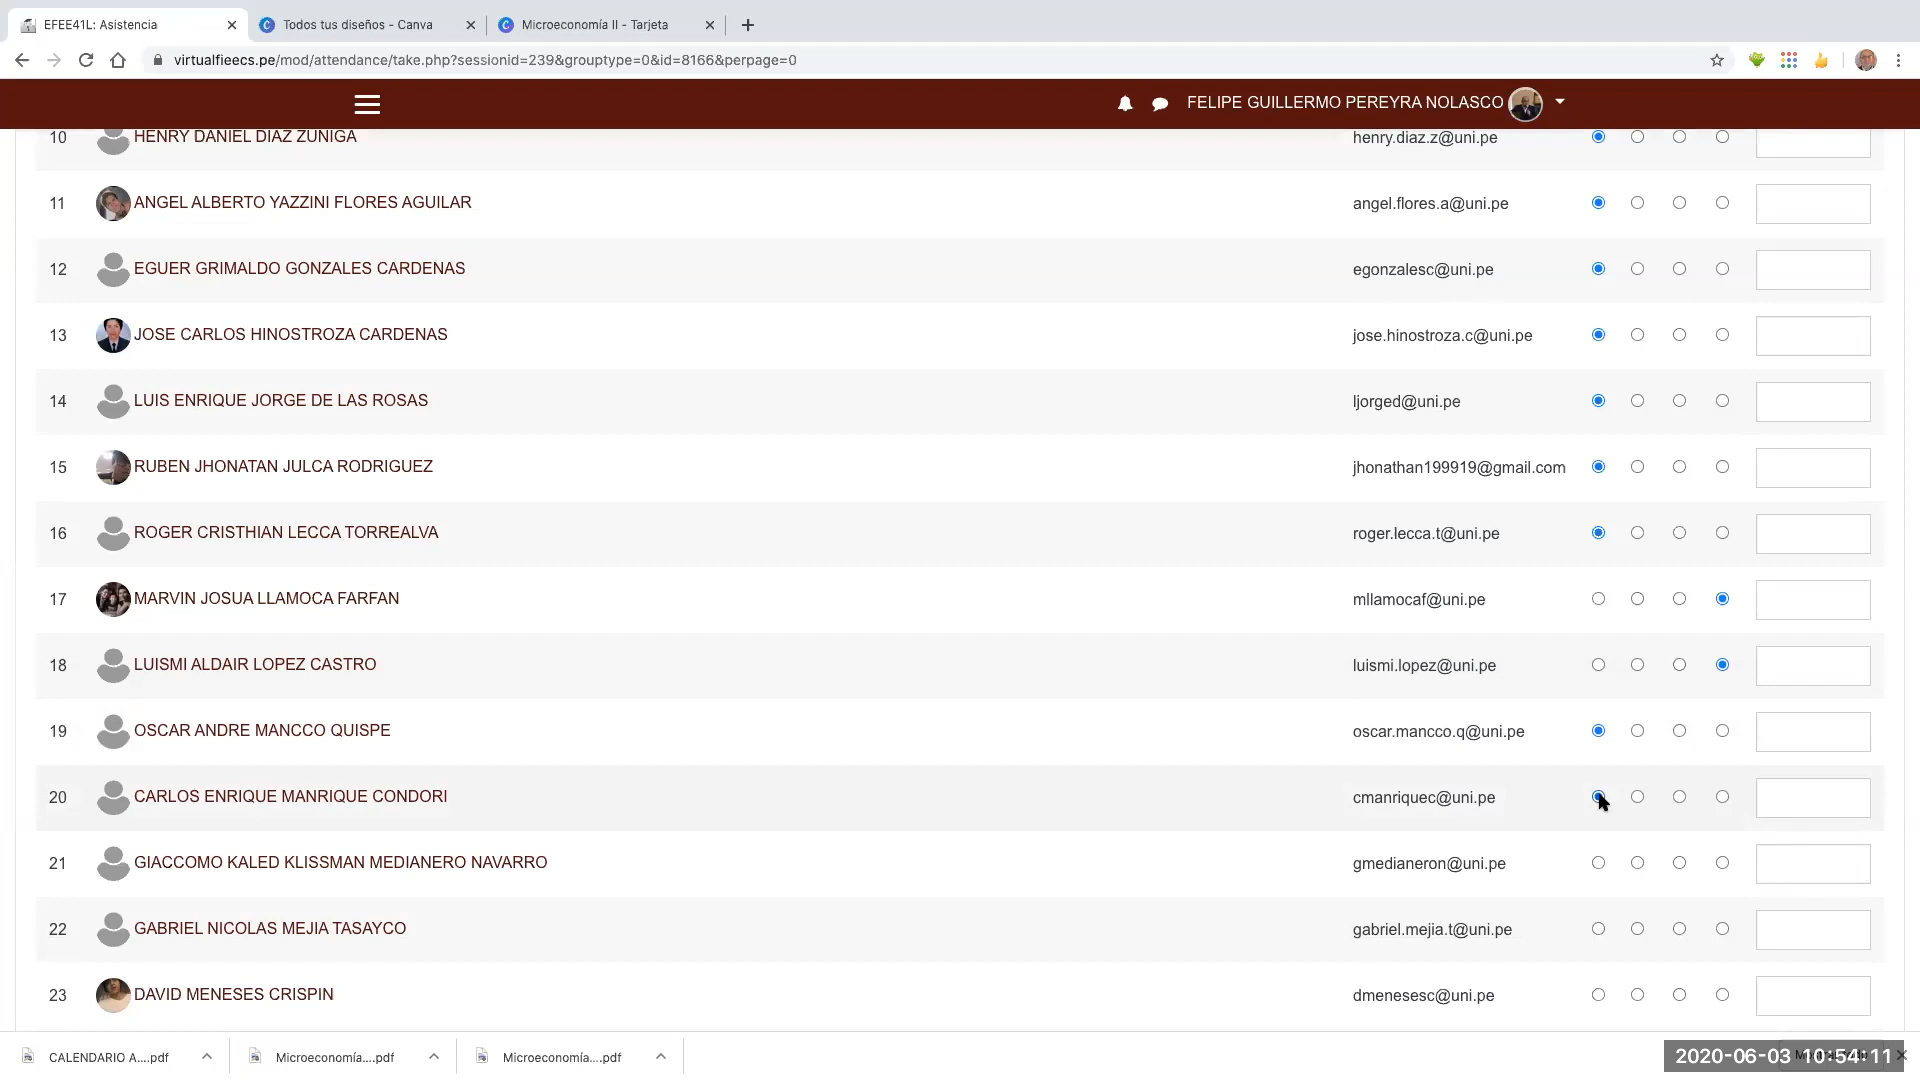 EFEE41L: Asistencia
Todos tus diseños - Canva
Microeconomía II - Tarjeta
virtualfieecs.pe/mod/attendance/take.php?sessionid=239&grouptype=0&id=8166&perpage=0
FELIPE GUILLERMO PEREYRA NOLASCO
10 HENRY DANIEL DIAZ ZUÑIGA henry.diaz.z@uni.pe
11 ANGEL ALBERTO YAZZINI FLORES AGUILAR angel.flores.a@uni.pe
12 EGUER GRIMALDO GONZALES CARDENAS egonzalesc@uni.pe
13 JOSE CARLOS HINOSTROZA CARDENAS jose.hinostroza.c@uni.pe
14 LUIS ENRIQUE JORGE DE LAS ROSAS ljorged@uni.pe
15 RUBEN JHONATAN JULCA RODRIGUEZ jhonathan199919@gmail.com
16 ROGER CRISTHIAN LECCA TORREALVA roger.lecca.t@uni.pe
17 MARVIN JOSUA LLAMOCA FARFAN mllamocaf@uni.pe
18 LUISMI ALDAIR LOPEZ CASTRO luismi.lopez@uni.pe
19 OSCAR ANDRE MANCCO QUISPE oscar.mancco.q@uni.pe
20 CARLOS ENRIQUE MANRIQUE CONDORI cmanriquec@uni.pe
21 GIACCOMO KALED KLISSMAN MEDIANERO NAVARRO gmedianeron@uni.pe
22 GABRIEL NICOLAS MEJIA TASAYCO gabriel.mejia.t@uni.pe
23 DAVID MENESES CRISPIN dmenesesc@uni.pe
CALENDARIO A....pdf
Microeconomía....pdf
Microeconomía....pdf
2020-06-03 10:54:11